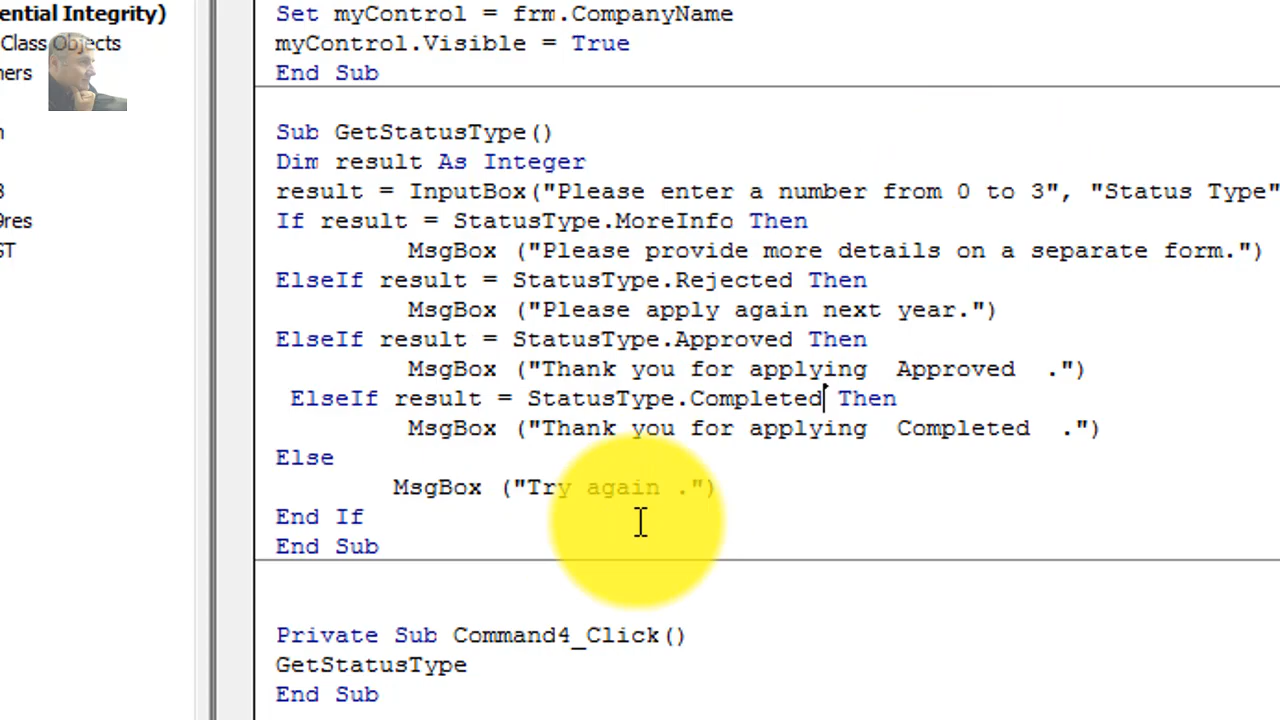 ential Integrity)
Class Objects
ners
n
3
9res
ST
Set myControl = frm.CompanyName
myControl.Visible = True
End Sub
Sub GetStatusType()
Dim result As Integer
result = InputBox("Please enter a number from 0 to 3", "Status Type"
If result = StatusType.MoreInfo Then
MsgBox ("Please provide more details on a separate form.")
ElseIf result = StatusType.Rejected Then
MsgBox ("Please apply again next year.")
ElseIf result = StatusType.Approved Then
MsgBox ("Thank you for applying  Approved  .")
ElseIf result = StatusType.Completed Then
MsgBox ("Thank you for applying  Completed  .")
Else
MsgBox ("Try again .")
End If
End Sub
Private Sub Command4_Click()
GetStatusType
End Sub